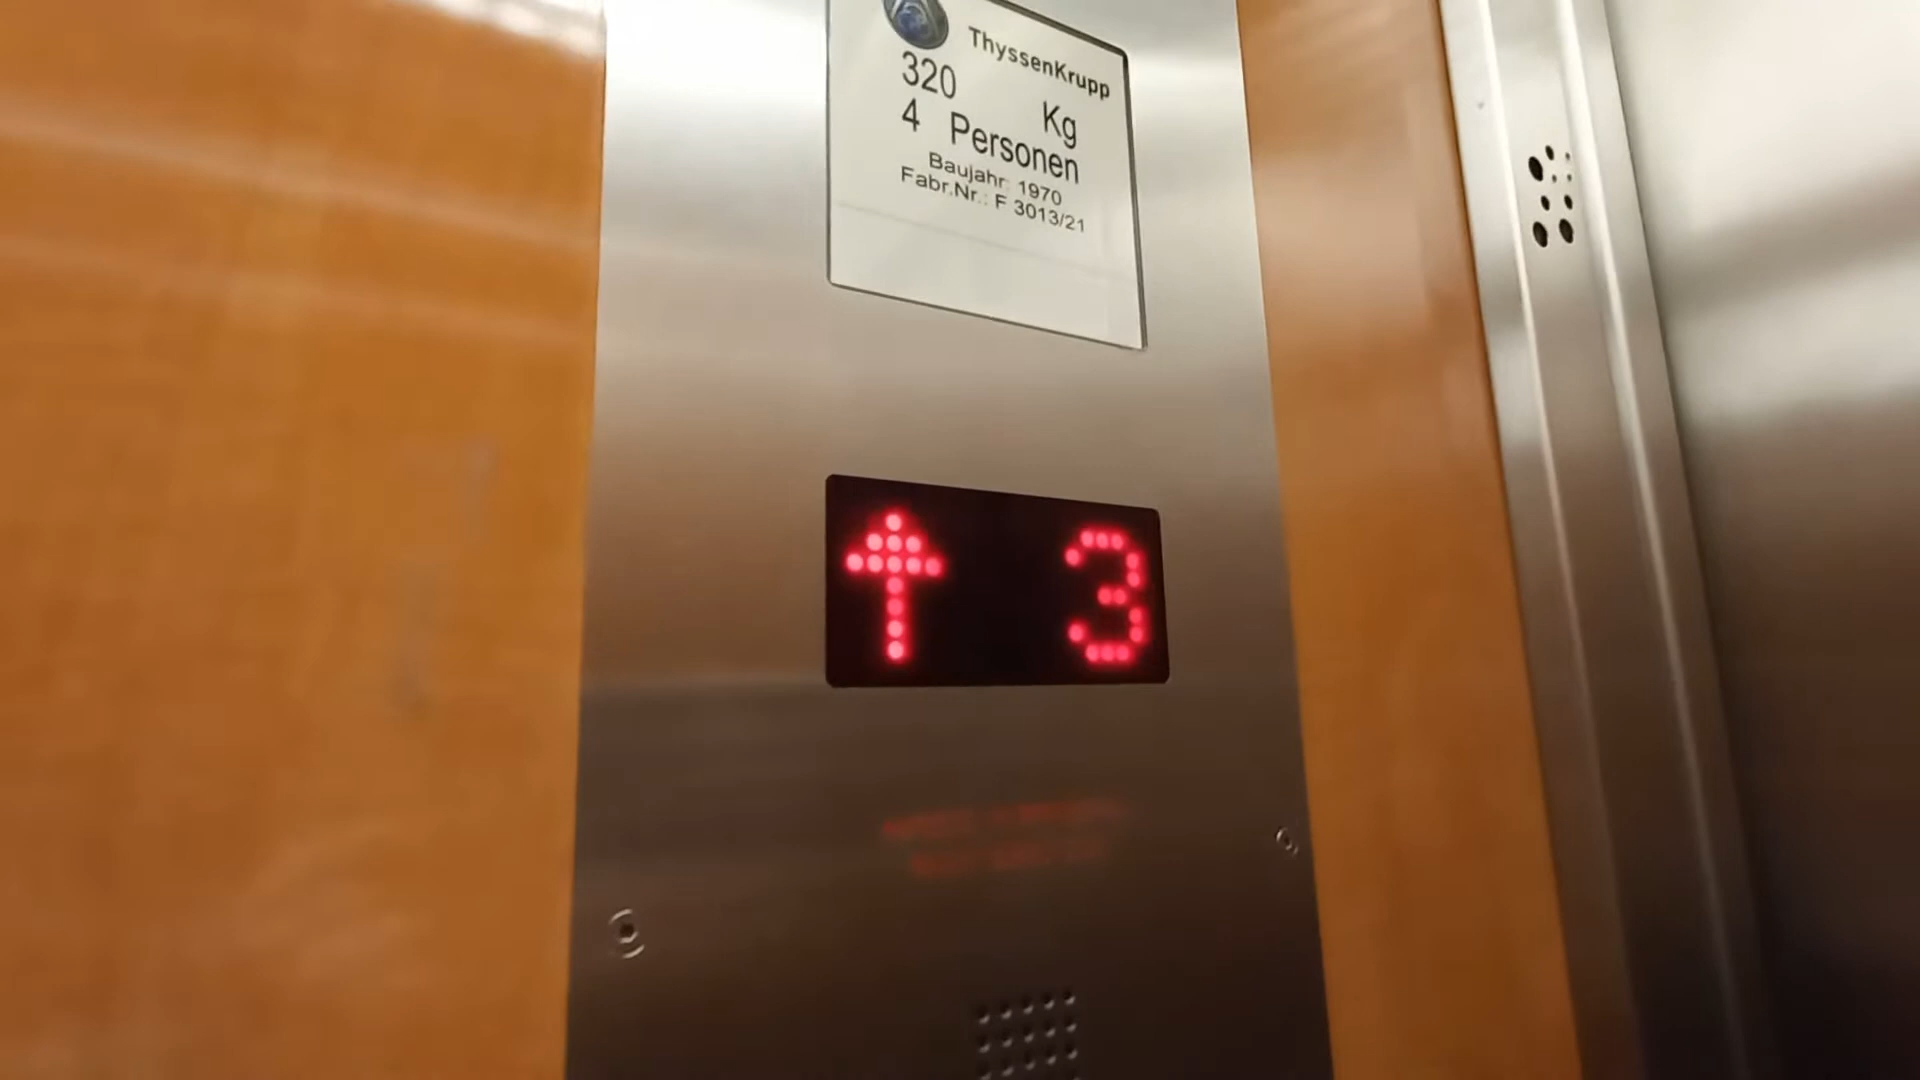 ThyssenKrupp
320 Kg
4 Personen
Baujahr: 1970
Fabr.Nr.: F 3013/21
↑ 3